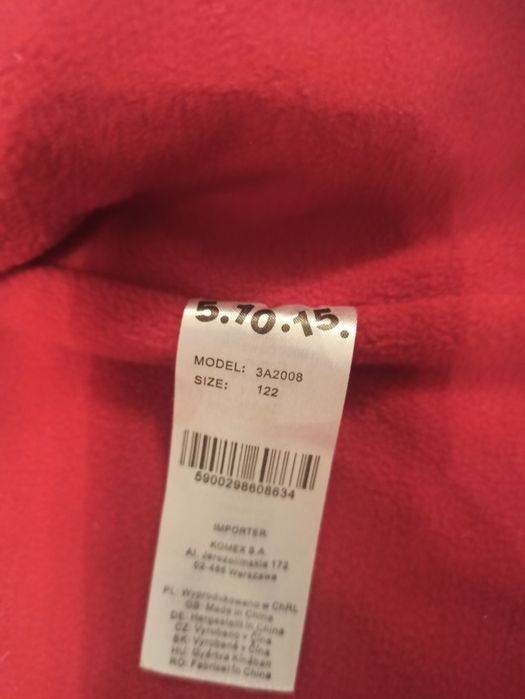 5.10.15.
MODEL: 3A2008
SIZE: 122
5900298608634
IMPORTER:
KOMEX S.A.
Al. Jerozolimskie 172
02-486 Warszawa
PL: Wyprodukowano w ChRL
GB: Made in China
DE: Hergestellt in China
CZ: Vyrobeno v Čína
SK: Vyrobené v Čína
HU: Gyártva Kínában
RO: Fabricat în China